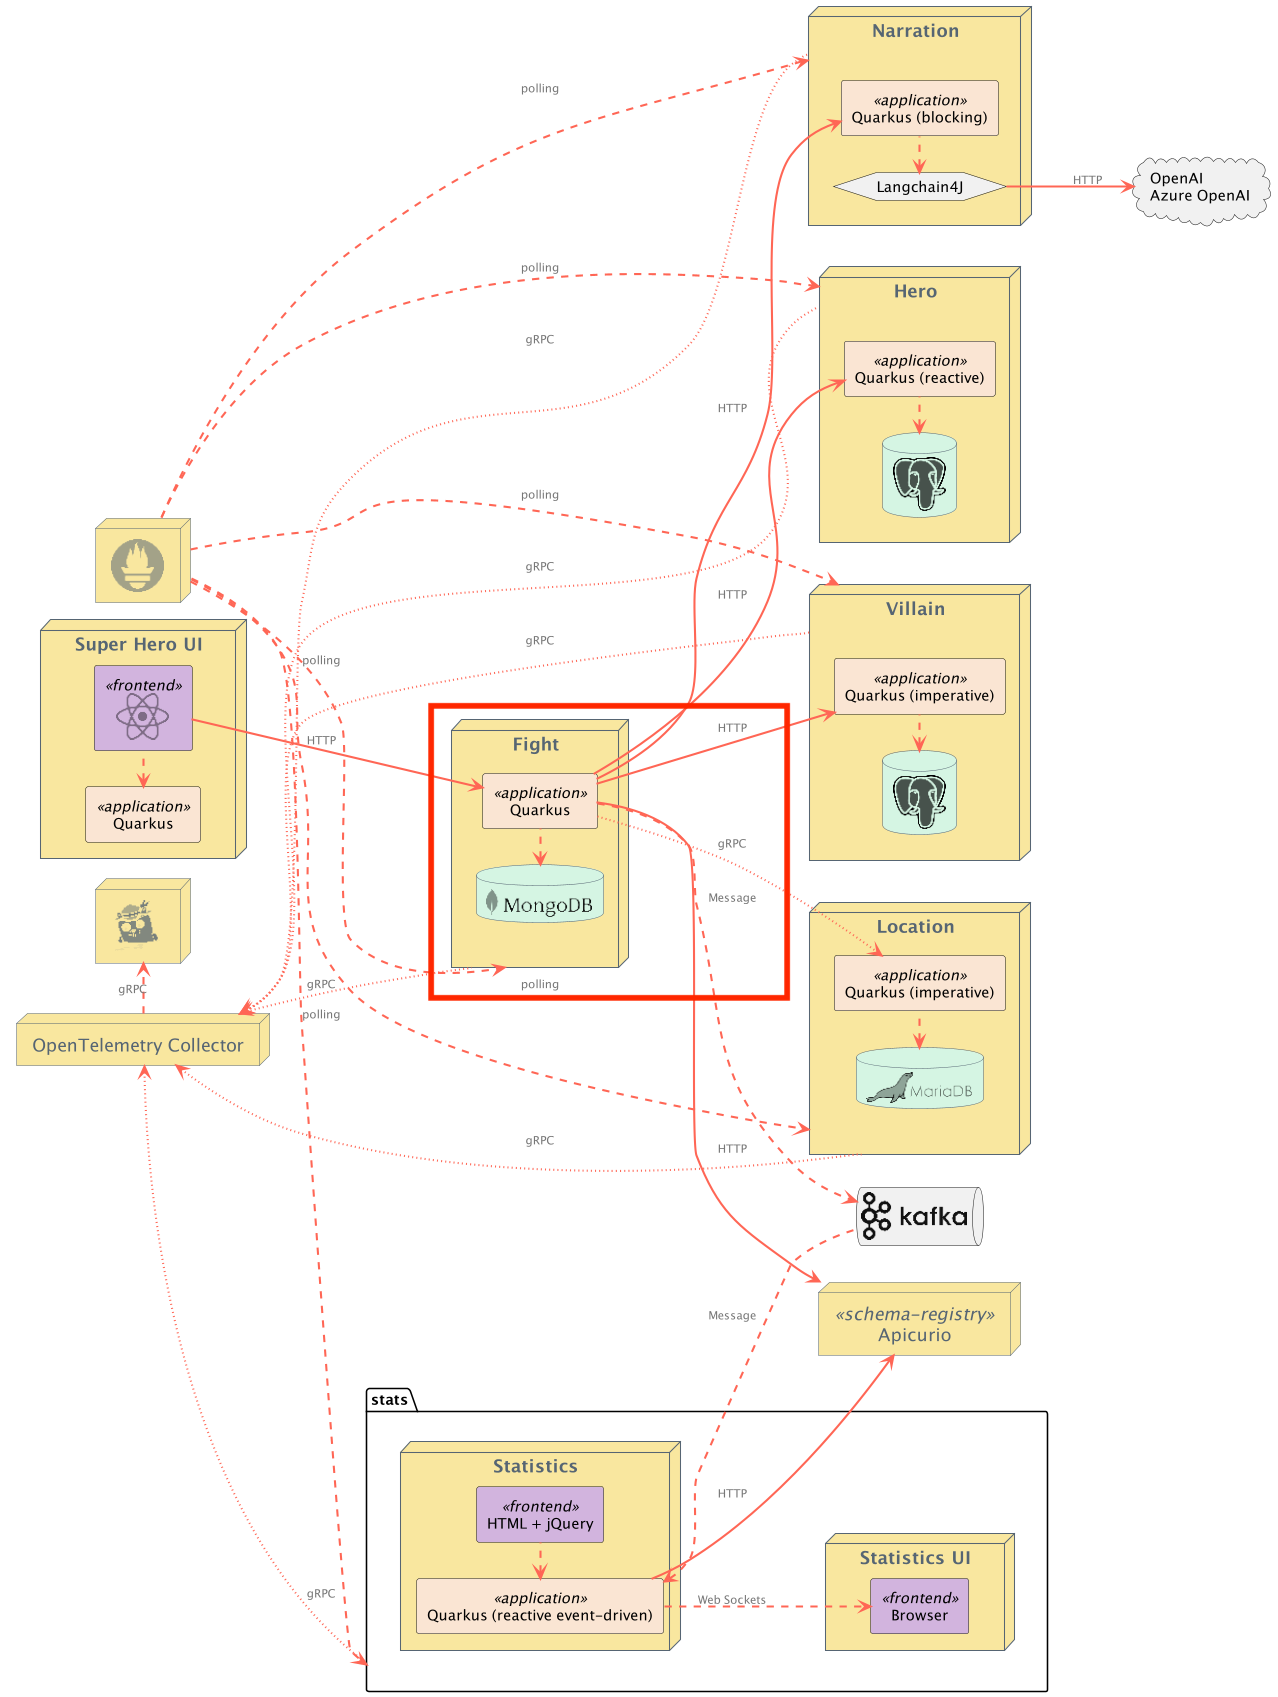 Narration
«application»
Quarkus (blocking)
Langchain4J
HTTP
OpenAI
Azure OpenAI
polling
polling
gRPC
HTTP
Hero
«application»
Quarkus (reactive)
polling
gRPC
HTTP
gRPC
polling
Villain
«application»
Quarkus (imperative)
Super Hero UI
«frontend»
«application»
Quarkus
HTTP
HTTP
Fight
«application»
Quarkus
MongoDB
gRPC
Message
Location
«application»
Quarkus (imperative)
MariaDB
gRPC
gRPC
polling
polling
OpenTelemetry Collector
gRPC
HTTP
kafka
Message
«schema-registry»
Apicurio
stats
Statistics
«frontend»
HTML + jQuery
HTTP
«application»
Quarkus (reactive event-driven)
Web Sockets
Statistics UI
«frontend»
Browser
gRPC